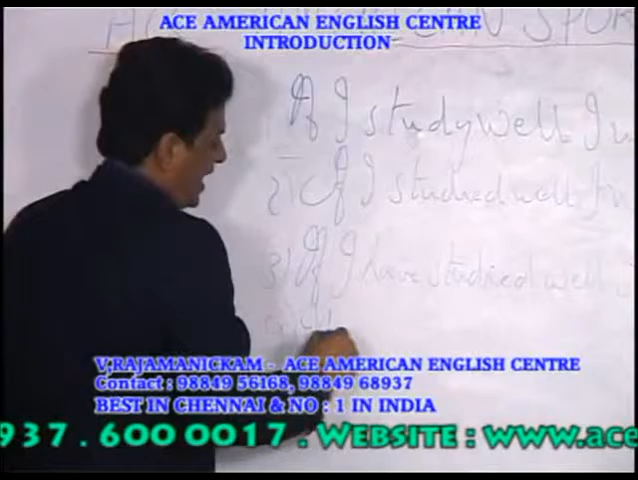 ACE AMERICAN ENGLISH CENTRE
INTRODUCTION
If I study well I
2) If I studied well I
3) If I have studied well
V.RAJAMANICKAM - ACE AMERICAN ENGLISH CENTRE
Contact : 98849 56168, 98849 68937
BEST IN CHENNAI & NO : 1 IN INDIA
937 . 600 0017 . WEBSITE : WWW.ace